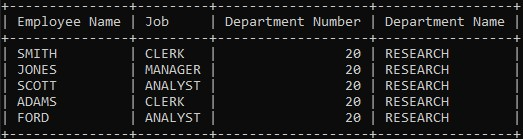 Employee Name | Job | Department Number | Department Name
SMITH | CLERK | 20 | RESEARCH
JONES | MANAGER | 20 | RESEARCH
SCOTT | ANALYST | 20 | RESEARCH
ADAMS | CLERK | 20 | RESEARCH
FORD | ANALYST | 20 | RESEARCH